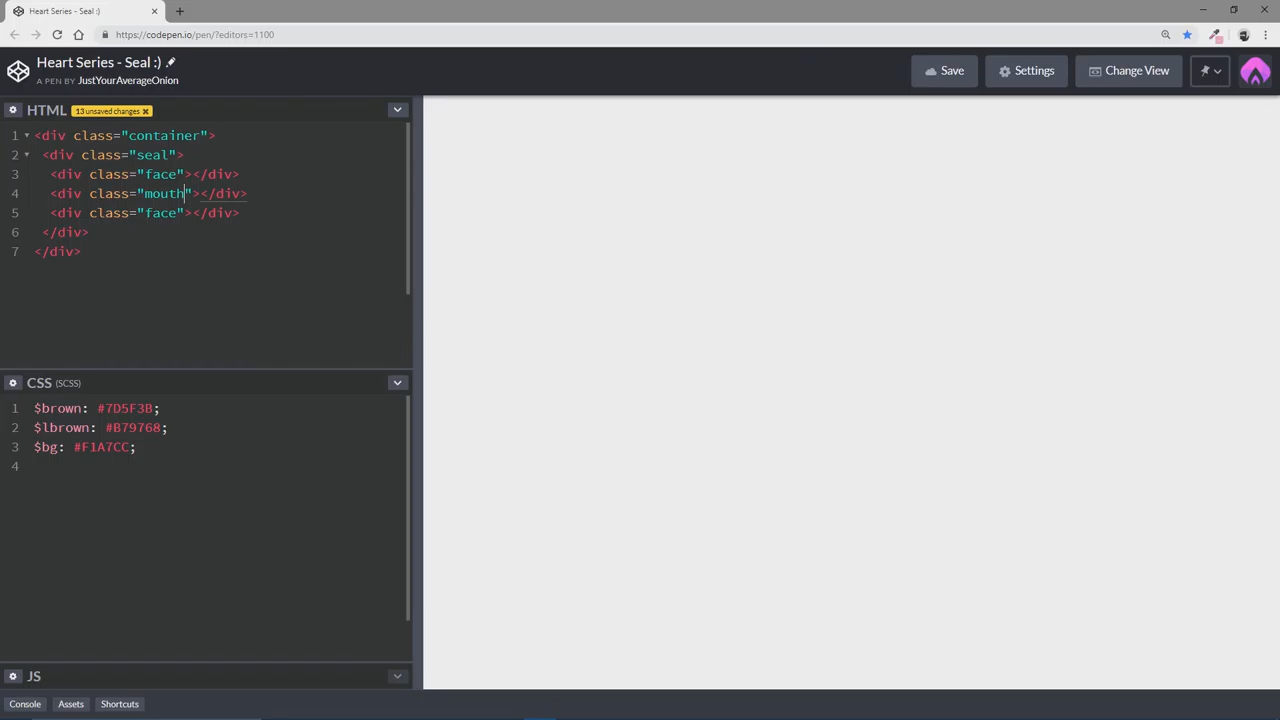 Heart Series - Seal :)
https://codepen.io/pen/?editors=1100
Heart Series - Seal :)
A PEN BY JustYourAverageOnion
Save
Settings
Change View
HTML 13 unsaved changes x
1 <div class="container">
2 <div class="seal">
3 <div class="face"></div>
4 <div class="mouth"></div>
5 <div class="face"></div>
6 </div>
7 </div>
CSS (SCSS)
1 $brown: #7D5F3B;
2 $lbrown: #B79768;
3 $bg: #F1A7CC;
4
JS
Console Assets Shortcuts